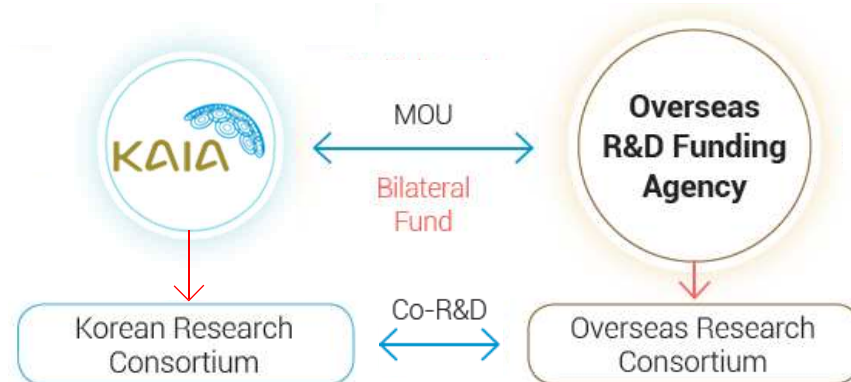 KAIA
MOU
Overseas
R&D Funding
Agency
Bilateral
Fund
Korean Research
Consortium
Co-R&D
Overseas Research
Consortium